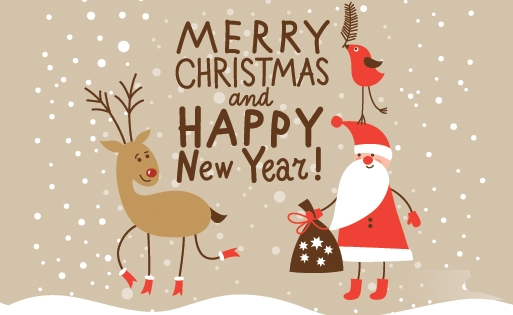 MERRY
CHRISTMAS
and
HAPPY
New Year!